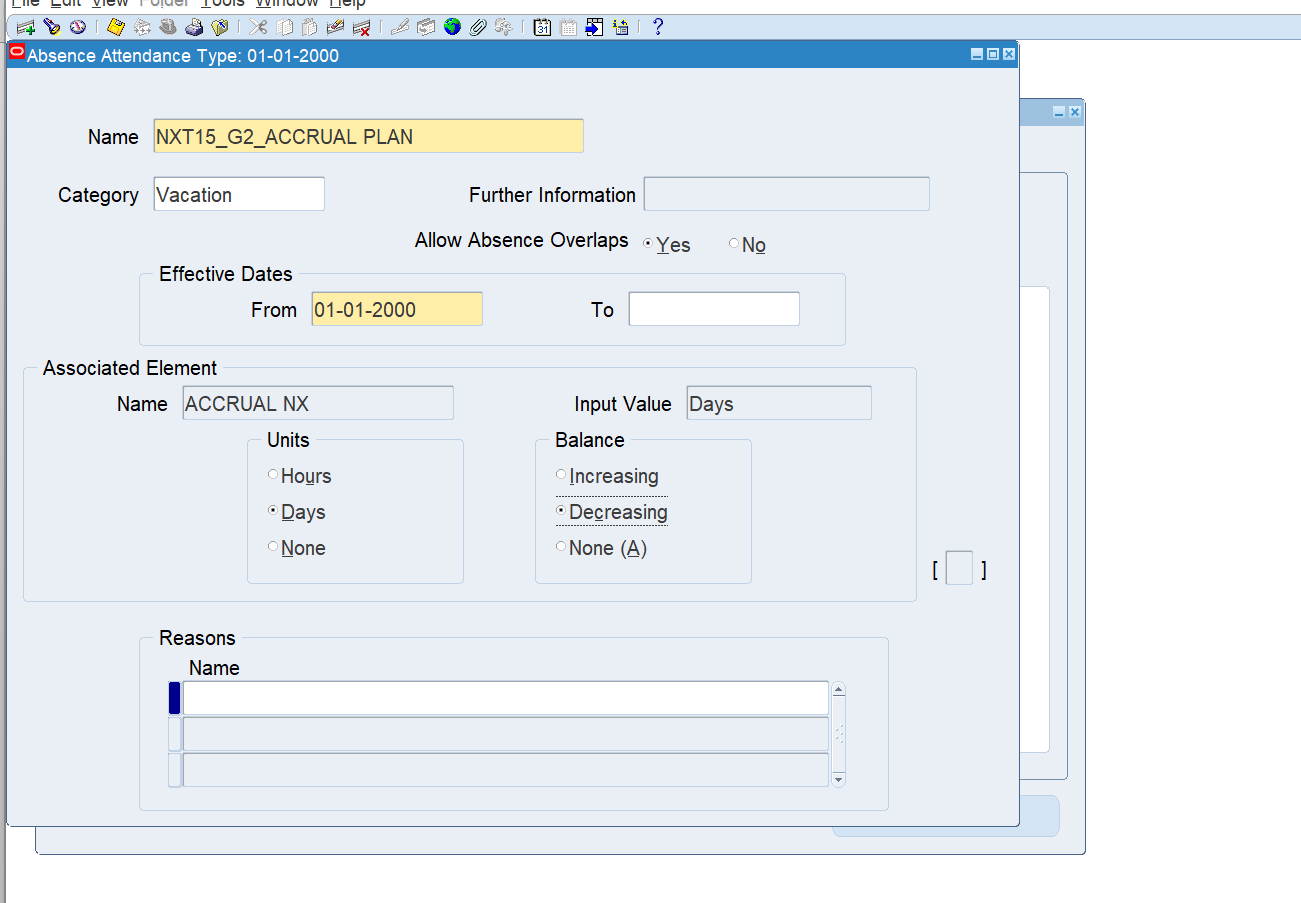 File Edit View Folder Tools Window Help
31
?
Absence Attendance Type: 01-01-2000
Name NXT15_G2_ACCRUAL PLAN
Category Vacation Further Information
Allow Absence Overlaps Yes No
Effective Dates
From 01-01-2000 To
Associated Element
Name ACCRUAL NX Input Value Days
Units Balance
Hours Increasing
Days Decreasing
None None (A)
[ ]
Reasons
Name